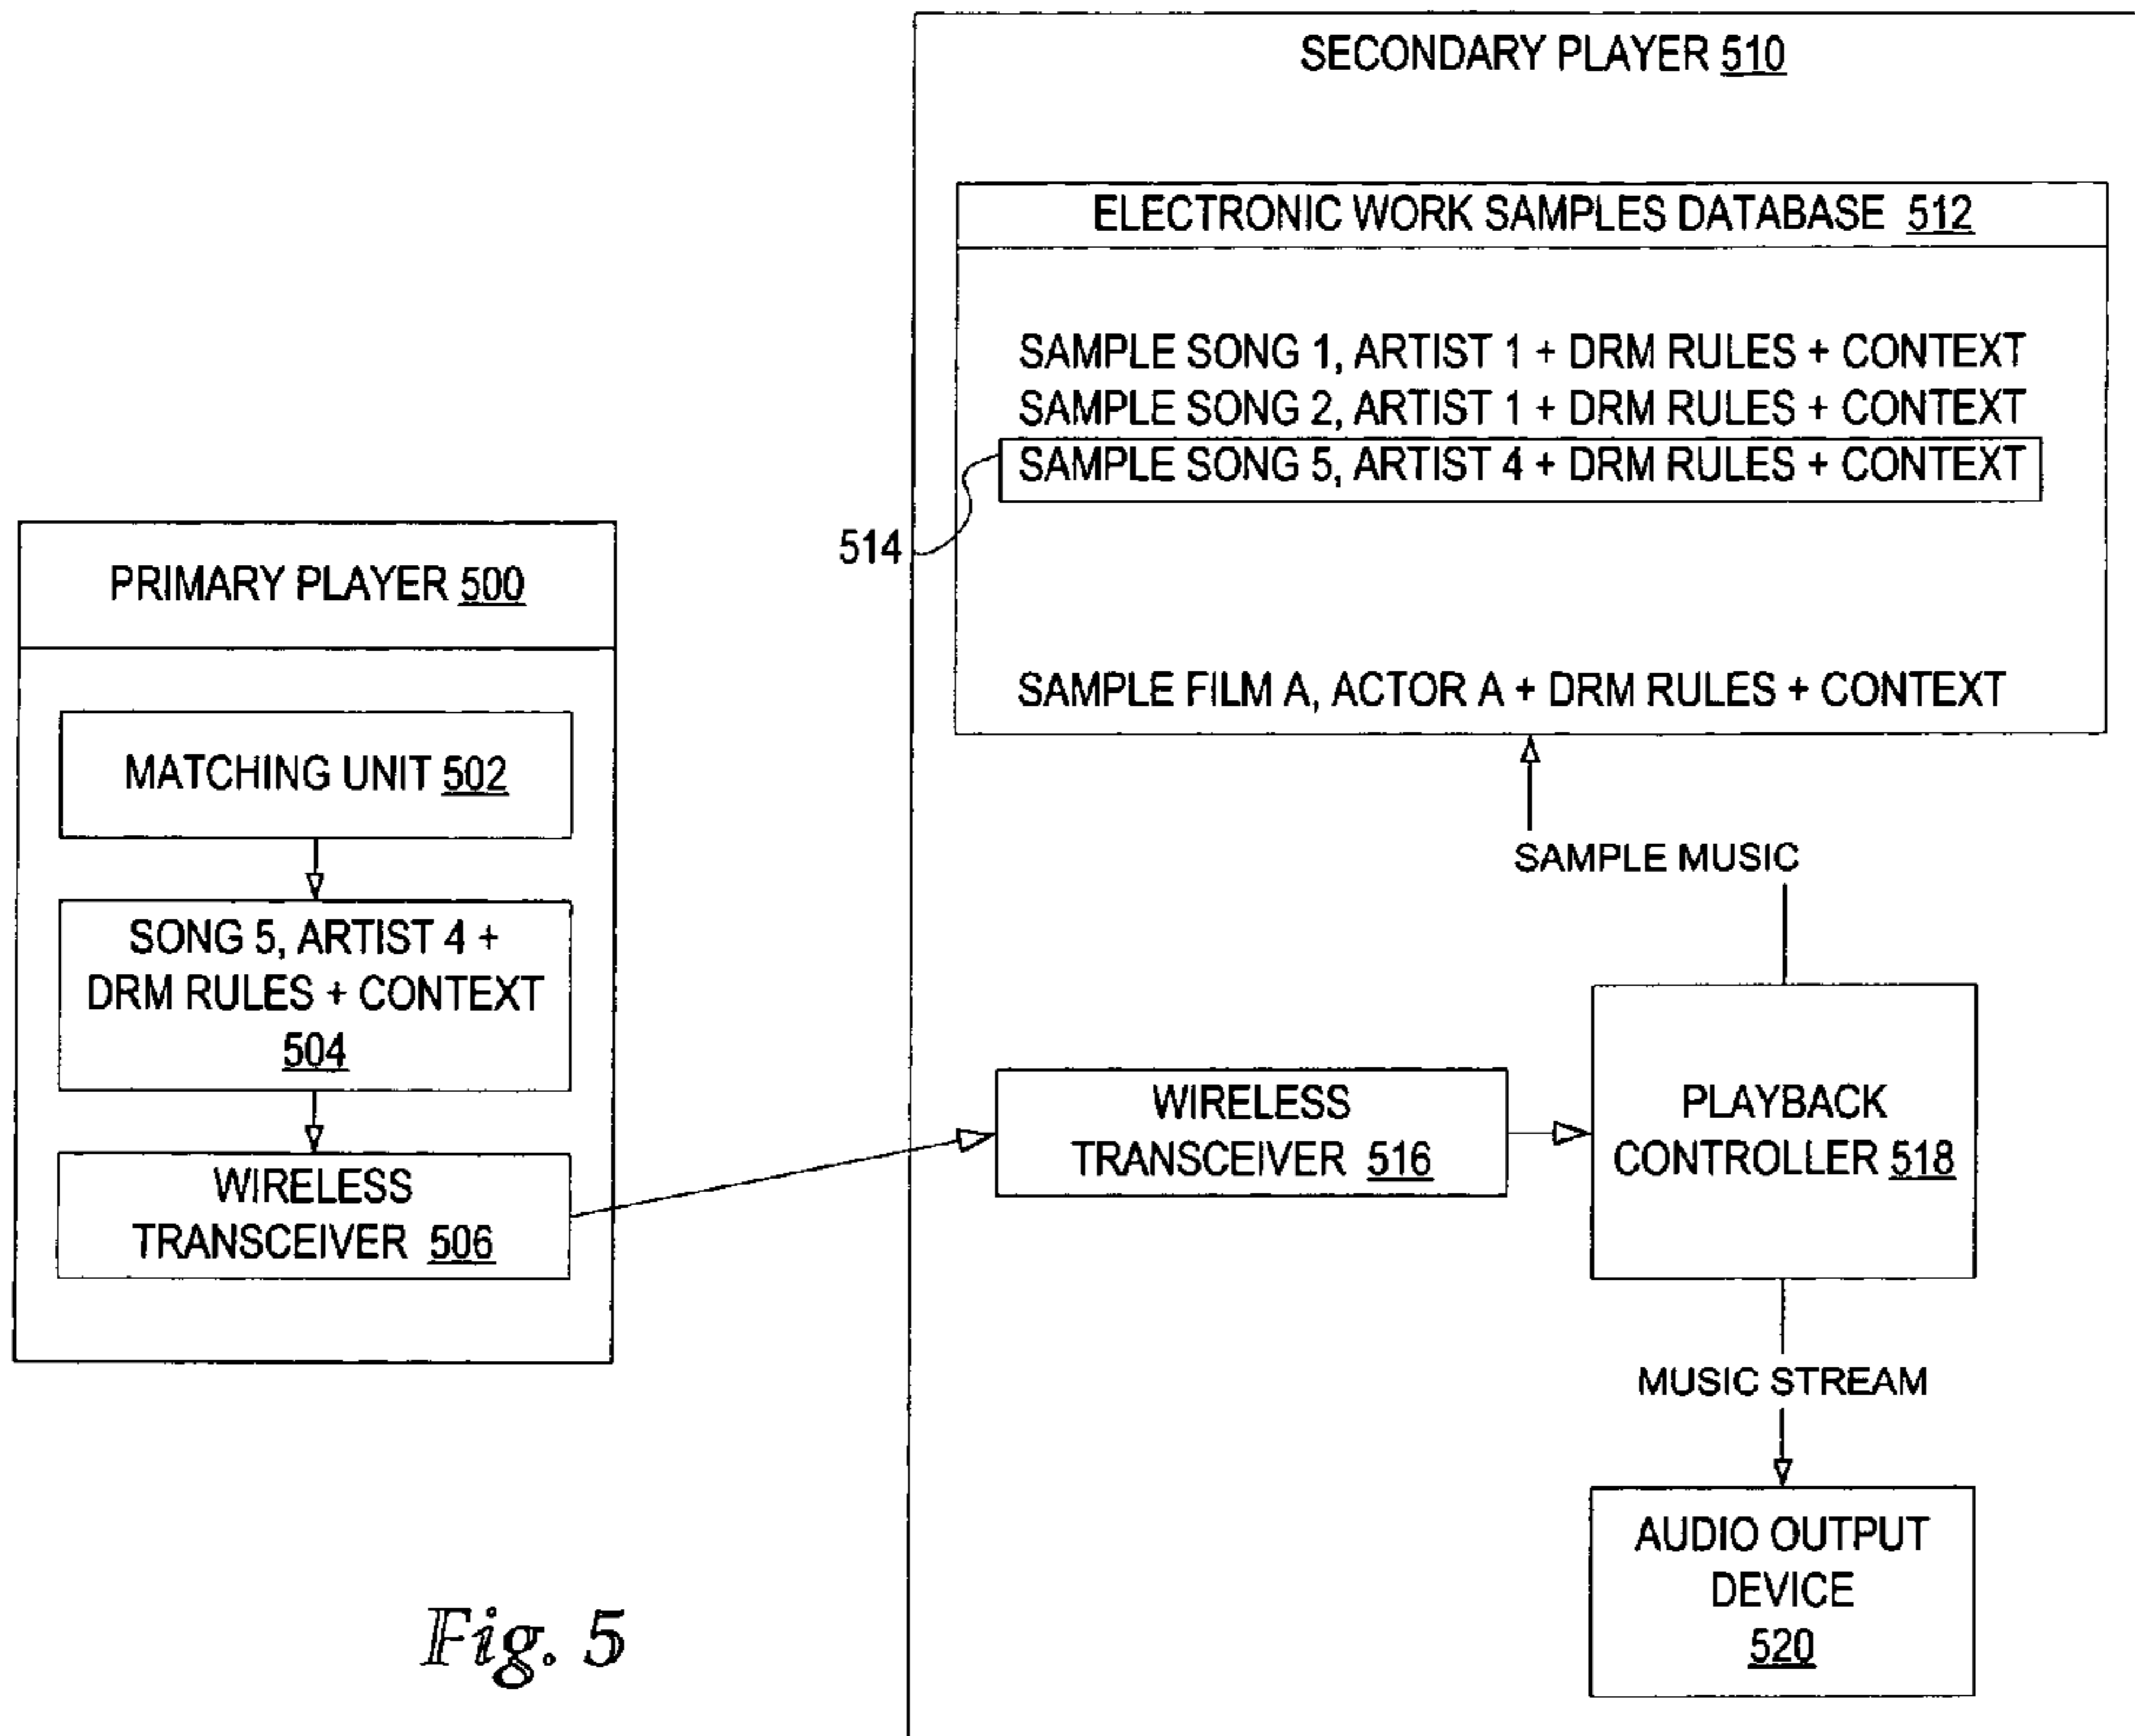 SECONDARY PLAYER 510
ELECTRONIC WORK SAMPLES DATABASE 512
SAMPLE SONG 1, ARTIST 1 + DRM RULES + CONTEXT
SAMPLE SONG 2, ARTIST 1 + DRM RULES + CONTEXT
SAMPLE SONG 5, ARTIST 4 + DRM RULES + CONTEXT
514
SAMPLE FILM A, ACTOR A + DRM RULES + CONTEXT
PRIMARY PLAYER 500
MATCHING UNIT 502
SONG 5, ARTIST 4 +
DRM RULES + CONTEXT
504
WIRELESS
TRANSCEIVER 506
SAMPLE MUSIC
WIRELESS
TRANSCEIVER 516
PLAYBACK
CONTROLLER 518
MUSIC STREAM
AUDIO OUTPUT
DEVICE
520
Fig. 5